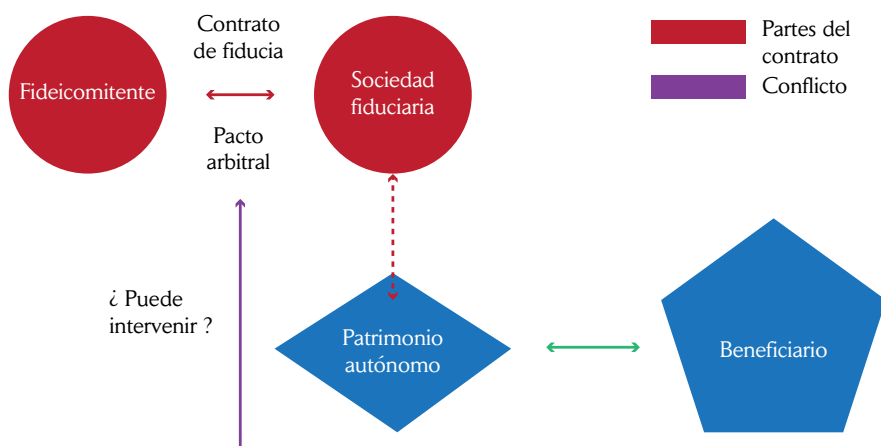 Contrato
de fiducia
Fideicomitente
Sociedad
fiduciaria
Pacto
arbitral
Partes del
contrato
Conflicto
¿ Puede
intervenir ?
Patrimonio
autónomo
Beneficiario